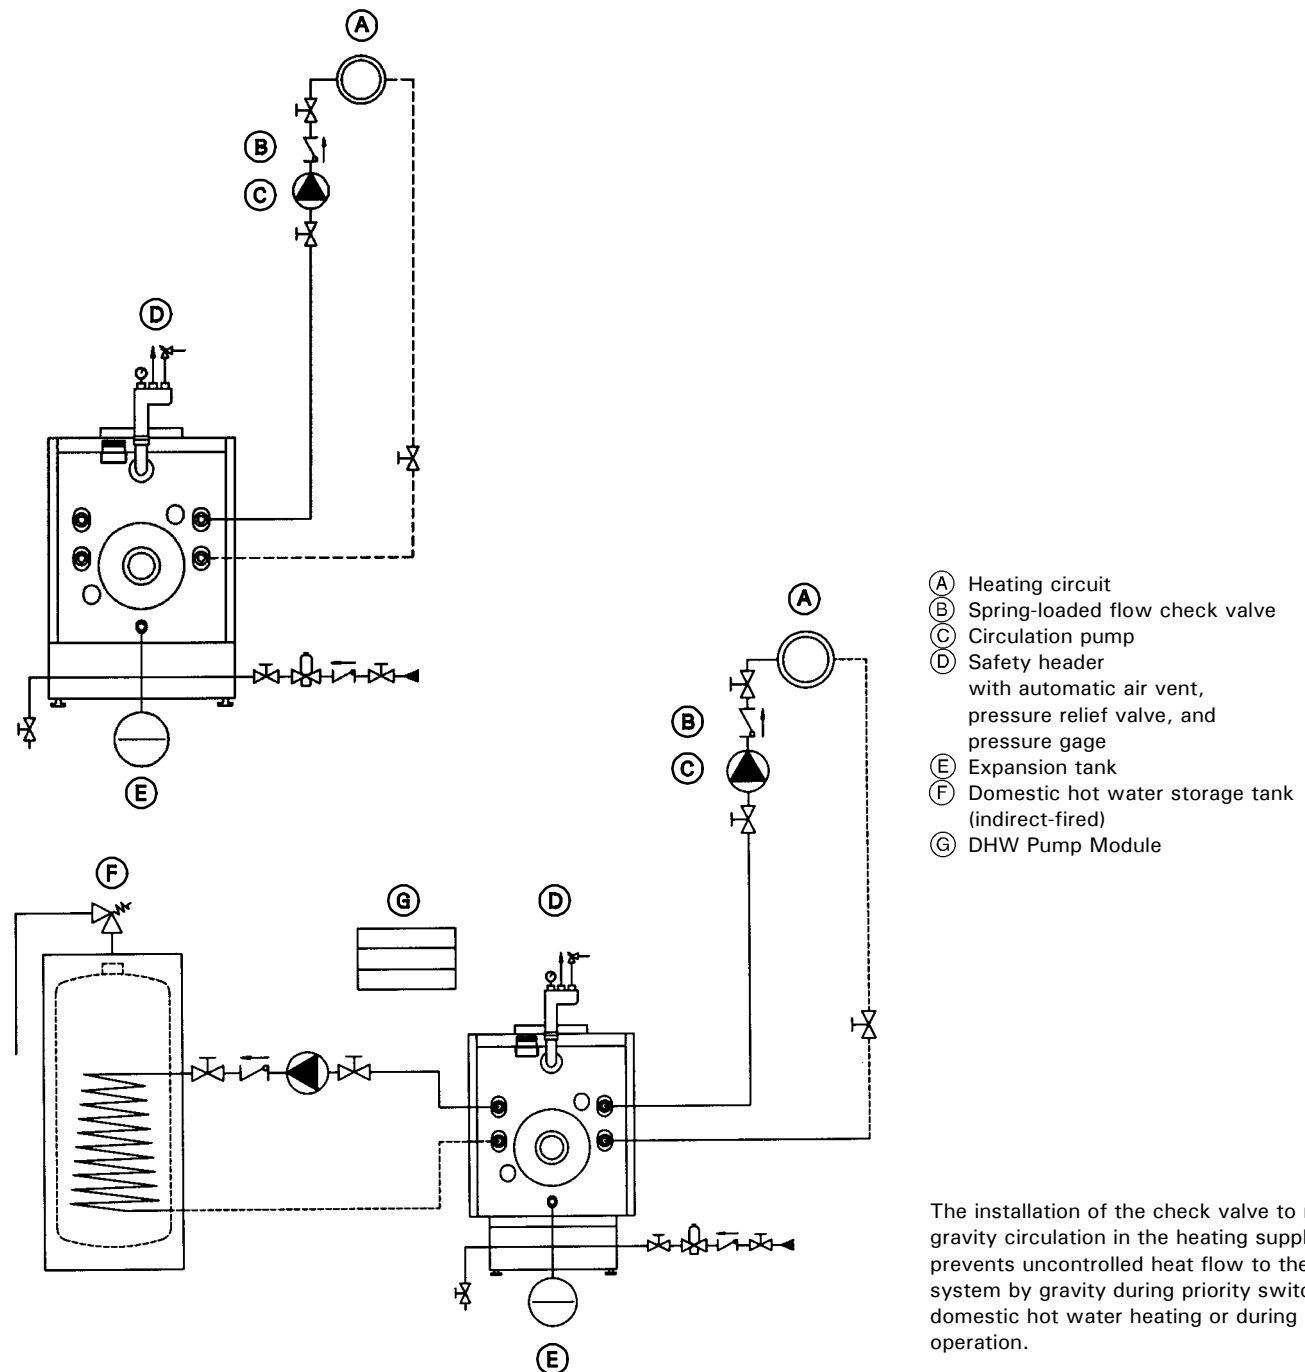 A
B
C
D
E
A
B
C
F
G
D
E
A Heating circuit
B Spring-loaded flow check valve
C Circulation pump
D Safety header
with automatic air vent,
pressure relief valve, and
pressure gage
E Expansion tank
F Domestic hot water storage tank
(indirect-fired)
G DHW Pump Module
The installation of the check valve to
gravity circulation in the heating
prevents uncontrolled heat flow to the
system by gravity during priority
domestic hot water heating or during
operation.